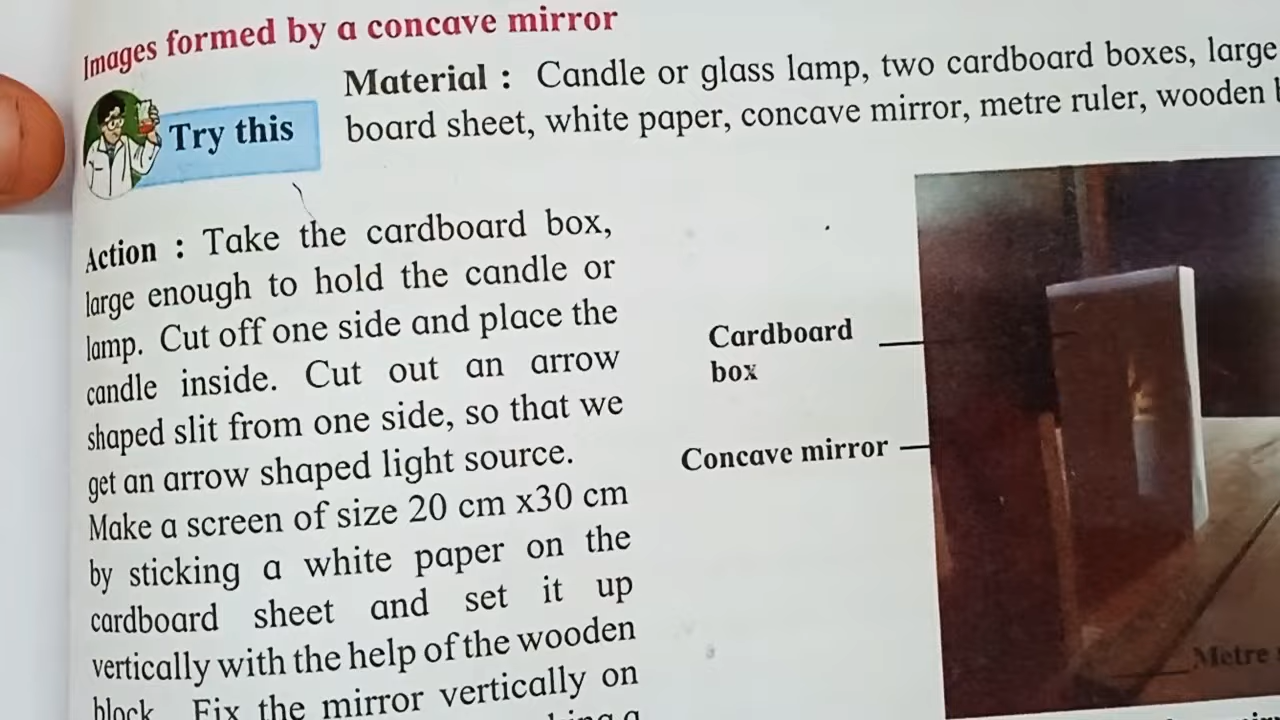 Images formed by a concave mirror
Material : Candle or glass lamp, two cardboard boxes, large
board sheet, white paper, concave mirror, metre ruler, wooden
Try this
Action : Take the cardboard box,
large enough to hold the candle or
lamp. Cut off one side and place the
candle inside. Cut out an arrow
shaped slit from one side, so that we
get an arrow shaped light source.
Make a screen of size 20 cm x30 cm
by sticking a white paper on the
cardboard sheet and set it up
vertically with the help of the wooden
block. Fix the mirror vertically on
Cardboard
box
Concave mirror
Metre